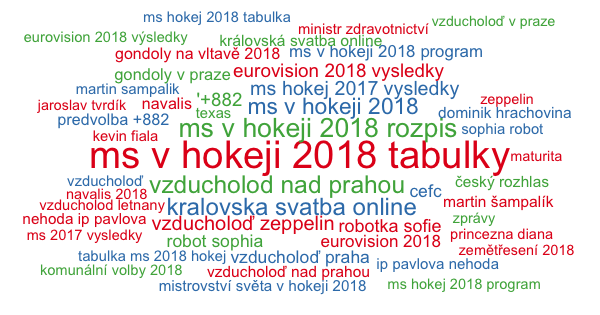 ms hokej 2018 tabulka
ministr zdravotnictví
vzducholoď v praze
eurovision 2018 výsledky
královská svatba online
gondoly na vltavě 2018
ms v hokeji 2018 program
gondoly v praze
eurovision 2018 vysledky
martin sampalik
ms hokej 2017 vysledky
jaroslav tvrdík
navalis
'+882
ms v hokeji 2018
zeppelin
texas
dominik hrachovina
predvolba +882
ms v hokeji 2018 rozpis
sophia robot
kevin fiala
ms v hokeji 2018 tabulky
maturita
vzducholoď
vzducholod nad prahou
cefc
český rozhlas
navalis 2018
vzducholod letnany
kralovska svatba online
martin šampalík
nehoda ip pavlova
vzducholod zeppelin
robotka sofie
zprávy
ms 2017 vysledky
robot sophia
eurovision 2018
princezna diana
tabulka ms 2018 hokej
vzducholoď praha
zemětřesení 2018
komunální volby 2018
vzducholoď nad prahou
ip pavlova nehoda
mistrovství světa v hokeji 2018
ms hokej 2018 program